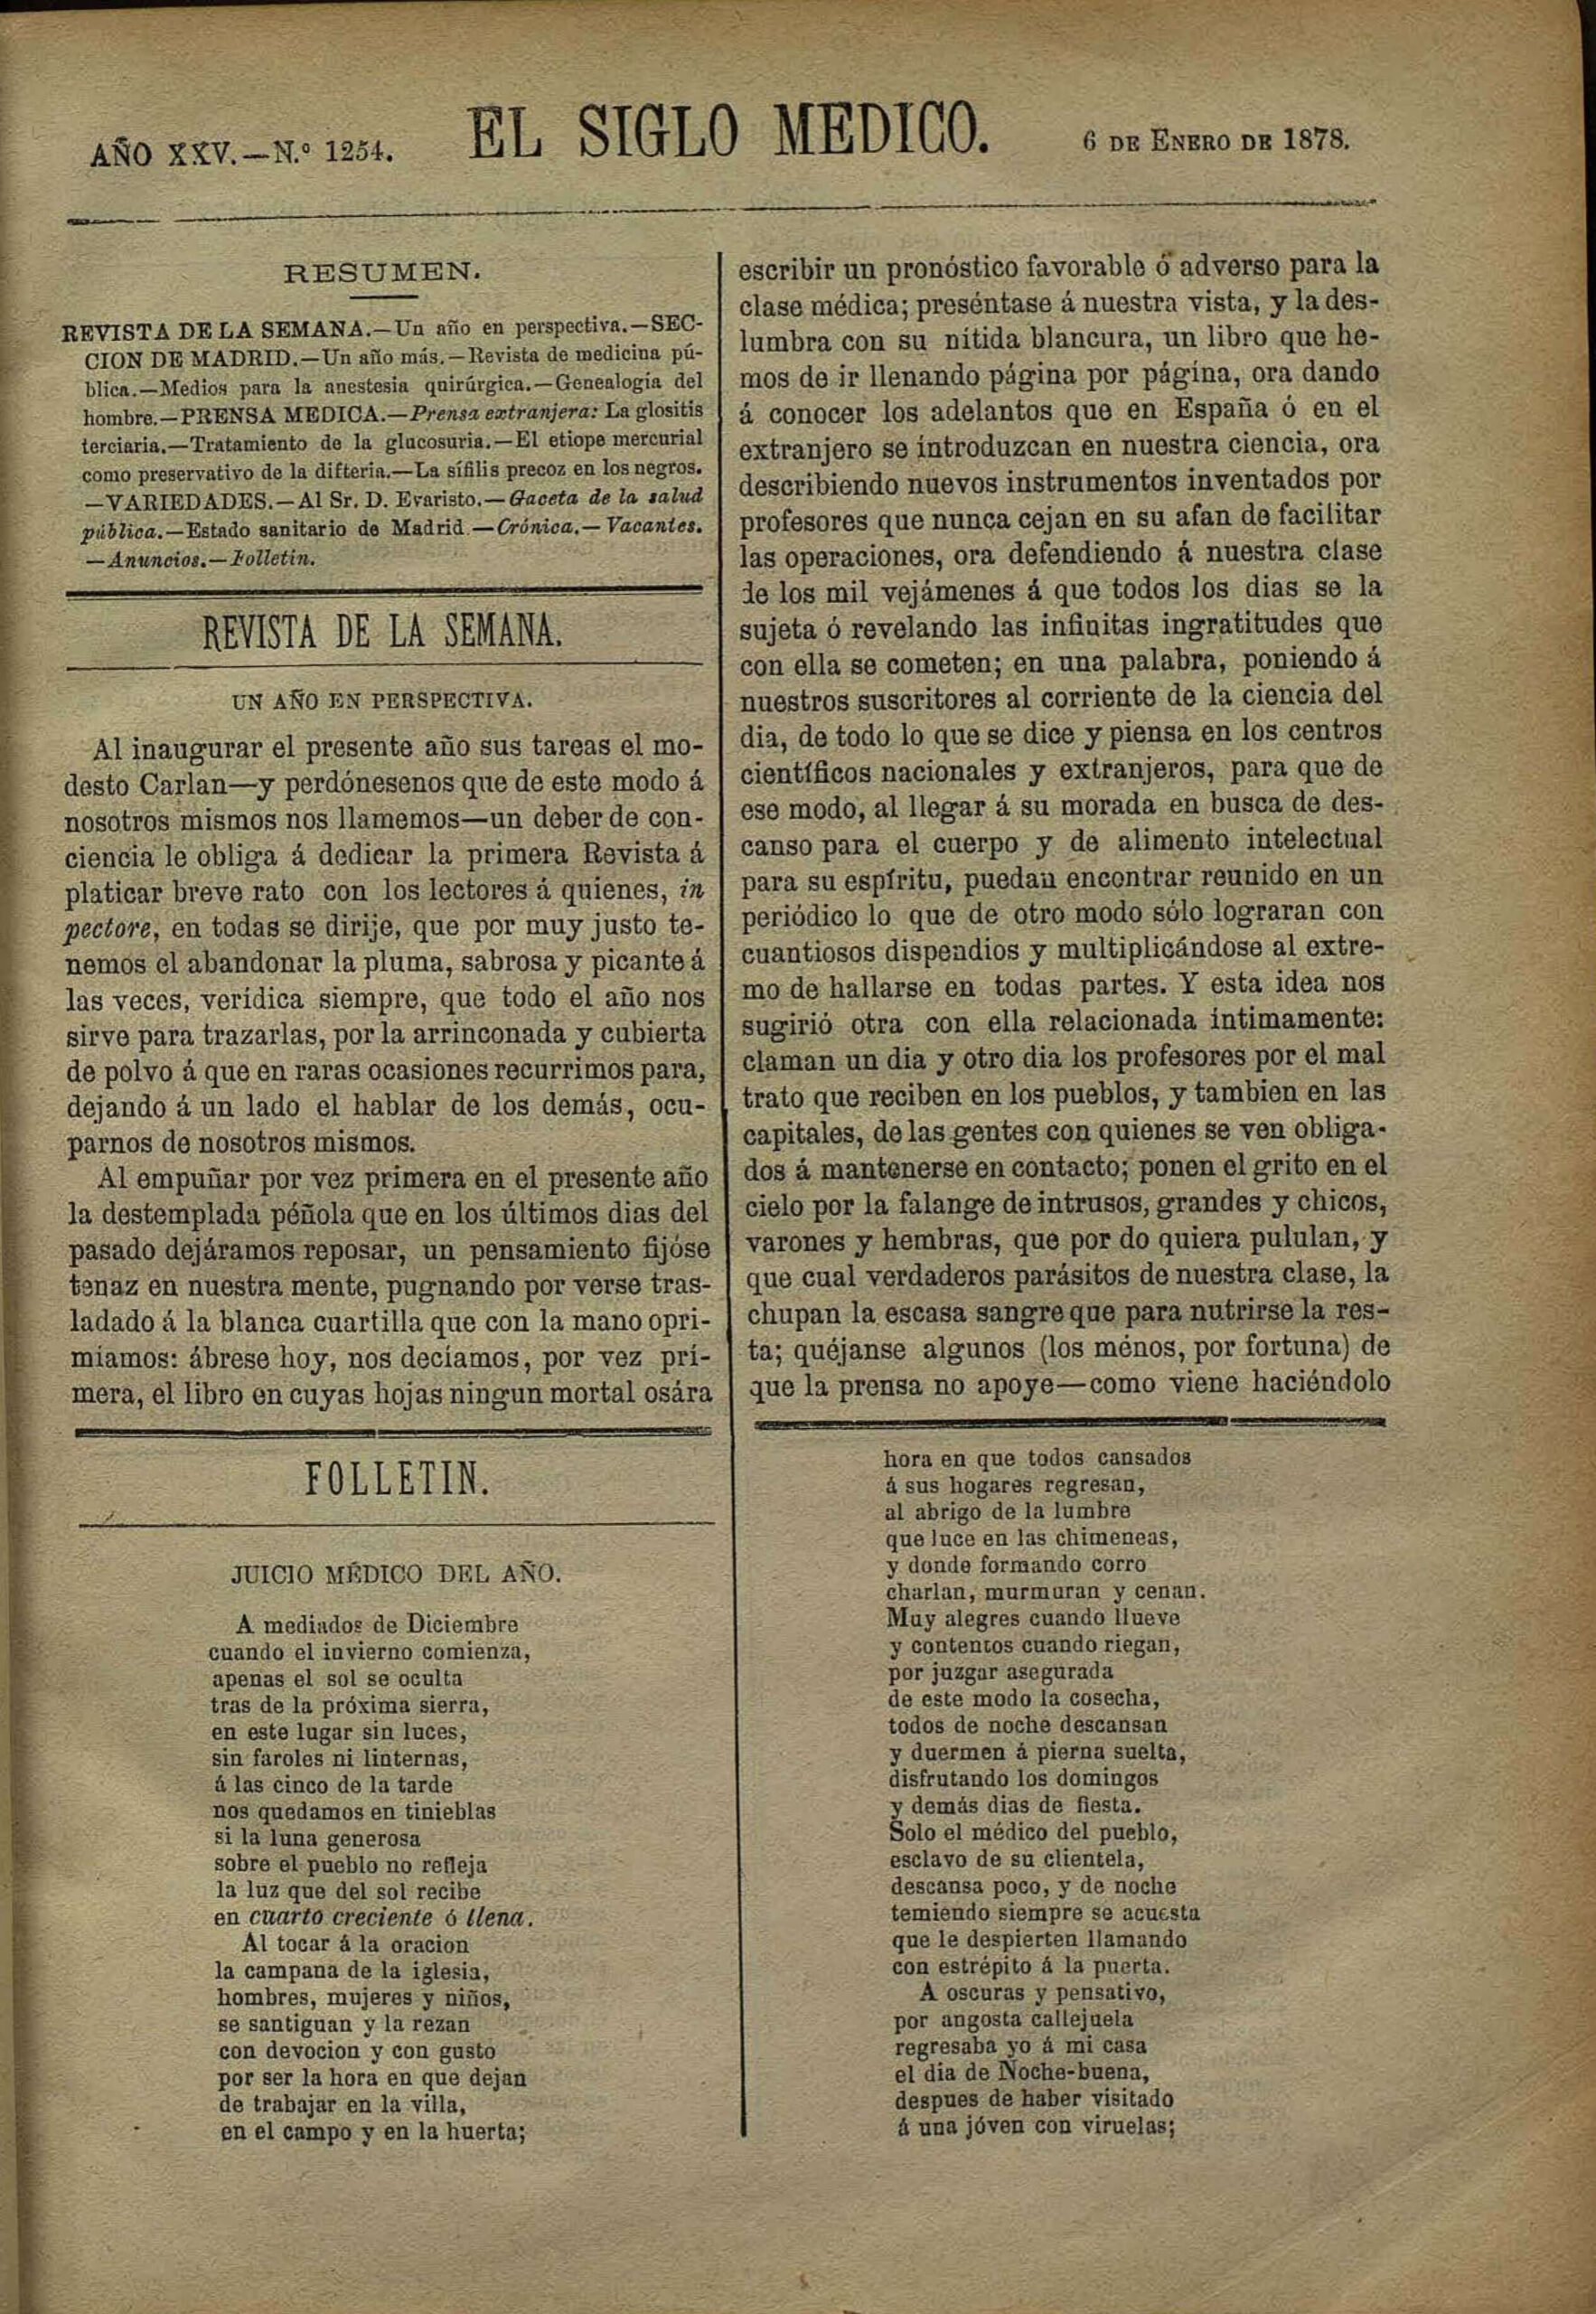 AÑO XXV.—N.º 1254.
EL SIGLO MEDICO.
6 DE ENERO DE 1878.
RESUMEN.
REVISTA DE LA SEMANA.—Un año en perspectiva.—SEC-
CION DE MADRID.—Un año más.—Revista de medicina pú-
blica.—Medios para la anestesia quirúrgica.—Genealogía del
hombre.—PRENSA MEDICA.—Prensa extranjera: La glositis
terciaria.—Tratamiento de la glucosuria.—El etiope mercurial
como preservativo de la difteria.—La sífilis precoz en los negros.
—VARIEDADES.—Al Sr. D. Evaristo.—Gaceta de la salud
pública.—Estado sanitario de Madrid.—Crónica.—Vacantes.
—Anuncios.—Folletin.
REVISTA DE LA SEMANA.
UN AÑO EN PERSPECTIVA.
Al inaugurar el presente año sus tareas el mo-
desto Carlan—y perdónesenos que de este modo á
nosotros mismos nos llamemos—un deber de con-
ciencia le obliga á dedicar la primera Revista á
platicar breve rato con los lectores á quienes, in
pectore, en todas se dirije, que por muy justo te-
nemos el abandonar la pluma, sabrosa y picante á
las veces, verídica siempre, que todo el año nos
sirve para trazarlas, por la arrinconada y cubierta
de polvo á que en raras ocasiones recurrimos para,
dejando á un lado el hablar de los demás, ocu-
parnos de nosotros mismos.
Al empuñar por vez primera en el presente año
la destemplada péñola que en los últimos dias del
pasado dejáramos reposar, un pensamiento fijóse
tenaz en nuestra mente, pugnando por verse tras-
ladado á la blanca cuartilla que con la mano opri-
miamos: ábrese hoy, nos decíamos, por vez pri-
mera, el libro en cuyas hojas ningun mortal osára
escribir un pronóstico favorable ó adverso para la
clase médica; preséntase á nuestra vista, y la des-
lumbra con su nítida blancura, un libro que he-
mos de ir llenando página por página, ora dando
á conocer los adelantos que en España ó en el
extranjero se introduzcan en nuestra ciencia, ora
describiendo nuevos instrumentos inventados por
profesores que nunca cejan en su afan de facilitar
las operaciones, ora defendiendo á nuestra clase
de los mil vejámenes á que todos los dias se la
sujeta ó revelando las infinitas ingratitudes que
con ella se cometen; en una palabra, poniendo á
nuestros suscritores al corriente de la ciencia del
dia, de todo lo que se dice y piensa en los centros
científicos nacionales y extranjeros, para que de
ese modo, al llegar á su morada en busca de des-
canso para el cuerpo y de alimento intelectual
para su espíritu, puedan encontrar reunido en un
periódico lo que de otro modo sólo lograran con
cuantiosos dispendios y multiplicándose al extre-
mo de hallarse en todas partes. Y esta idea nos
sugirió otra con ella relacionada íntimamente:
claman un dia y otro dia los profesores por el mal
trato que reciben en los pueblos, y tambien en las
capitales, de las gentes con quienes se ven obliga-
dos á mantenerse en contacto; ponen el grito en el
cielo por la falange de intrusos, grandes y chicos,
varones y hembras, que por do quiera pululan, y
que cual verdaderos parásitos de nuestra clase, la
chupan la escasa sangre que para nutrirse la res-
ta; quéjanse algunos (los ménos, por fortuna) de
que la prensa no apoye—como viene haciéndolo
FOLLETIN.
JUICIO MÉDICO DEL AÑO.
A mediados de Diciembre
cuando el invierno comienza,
apenas el sol se oculta
tras de la próxima sierra,
en este lugar sin luces,
sin faroles ni linternas,
á las cinco de la tarde
nos quedamos en tinieblas
si la luna generosa
sobre el pueblo no refleja
la luz que del sol recibe
en cuarto creciente ó llena.
Al tocar á la oracion
la campana de la iglesia,
hombres, mujeres y niños,
se santiguan y la rezan
con devocion y con gusto
por ser la hora en que dejan
de trabajar en la villa,
en el campo y en la huerta;
hora en que todos cansados
á sus hogares regresan,
al abrigo de la lumbre
que luce en las chimeneas,
y donde formando corro
charlan, murmuran y cenan.
Muy alegres cuando llueve
y contentos cuando riegan,
por juzgar asegurada
de este modo la cosecha,
todos de noche descansan
y duermen á pierna suelta,
disfrutando los domingos
y demás dias de fiesta.
Solo el médico del pueblo,
esclavo de su clientela,
descansa poco, y de noche
temiendo siempre se acuesta
que le despierten llamando
con estrépito á la puerta.
A oscuras y pensativo,
por angosta callejuela
regresaba yo á mi casa
el dia de Noche-buena,
despues de haber visitado
á una jóven con viruelas;